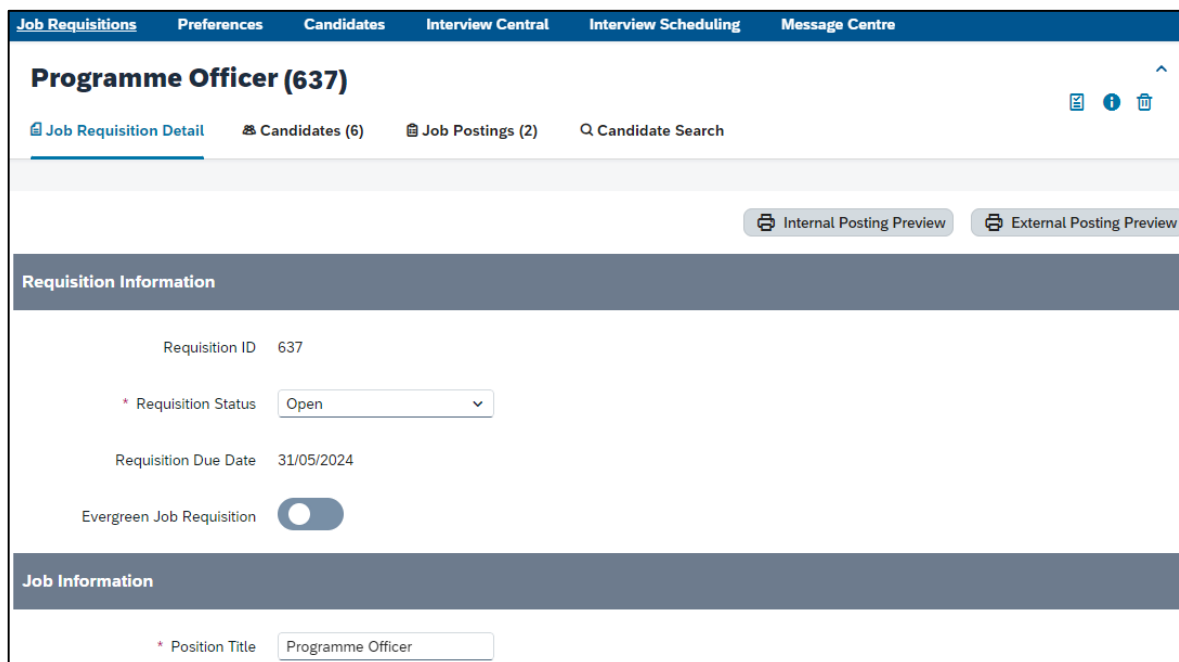 Job Requisitions Preferences Candidates Interview Central Interview Scheduling Message Centre
Programme Officer (637)
Job Requisition Detail Candidates (6) Job Postings (2) Candidate Search
Internal Posting Preview External Posting Preview
Requisition Information
Requisition ID 637
* Requisition Status Open
Requisition Due Date 31/05/2024
Evergreen Job Requisition
Job Information
* Position Title Programme Officer